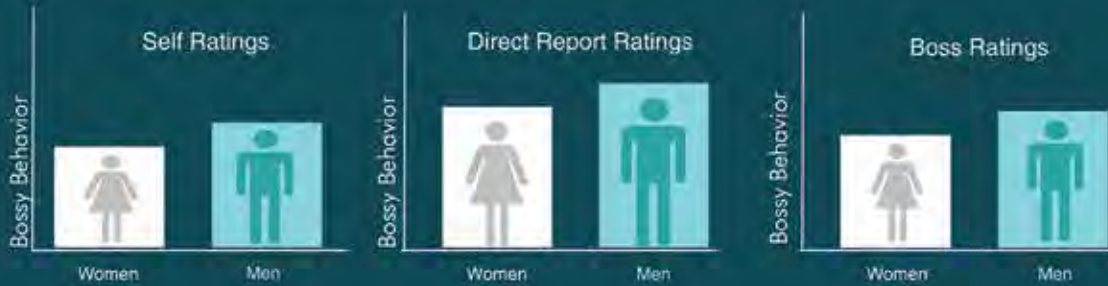 Self Ratings
Bossy Behavior
Women
Men
Direct Report Ratings
Bossy Behavior
Women
Men
Boss Ratings
Bossy Behavior
Women
Men